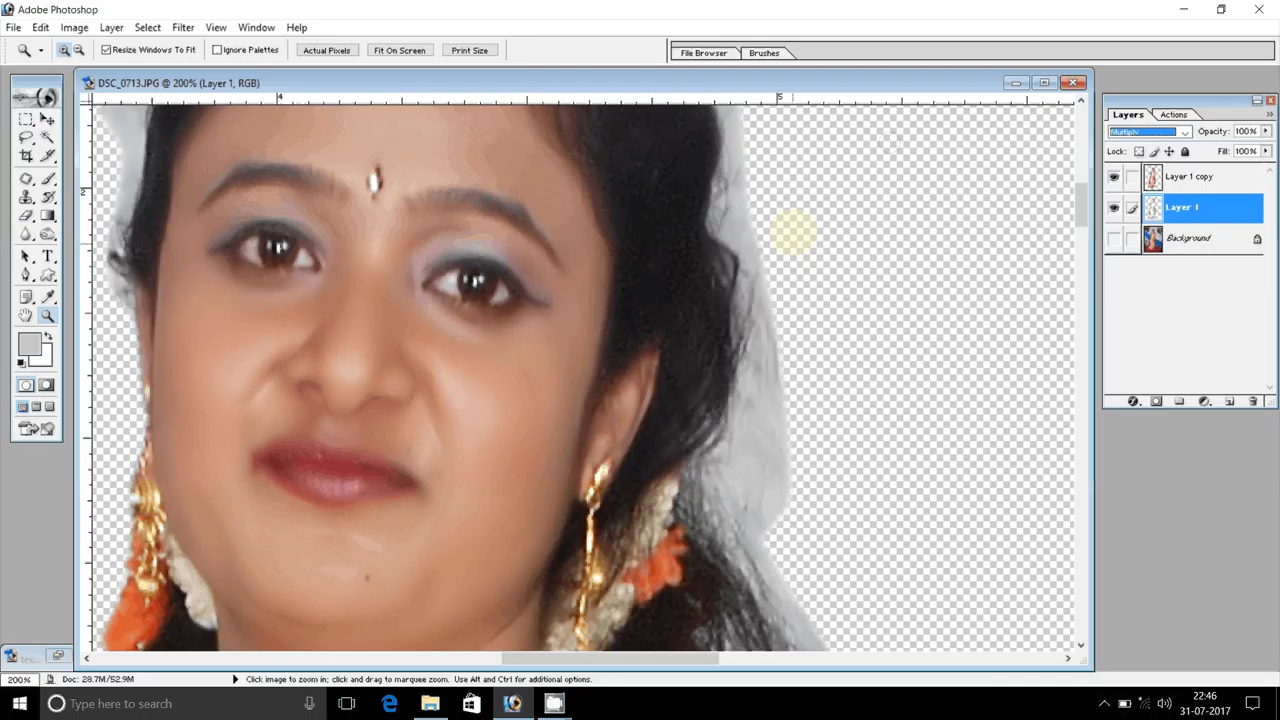 Adobe Photoshop
File Edit Image Layer Select Filter View Window Help
Resize Windows To Fit Ignore Palettes Actual Pixels Fit On Screen Print Size File Browser Brushes
DSC_0713.JPG @ 200% (Layer 1, RGB)
4 5
2
Layers Actions
Multiply Opacity: 100%
Lock: Fill: 100%
Layer 1 copy
Layer 1
Background
200% Doc: 28.7M/52.9M Click image to zoom in; click and drag to marquee zoom. Use Alt and Ctrl for additional options.
Type here to search
22:46
31-07-2017